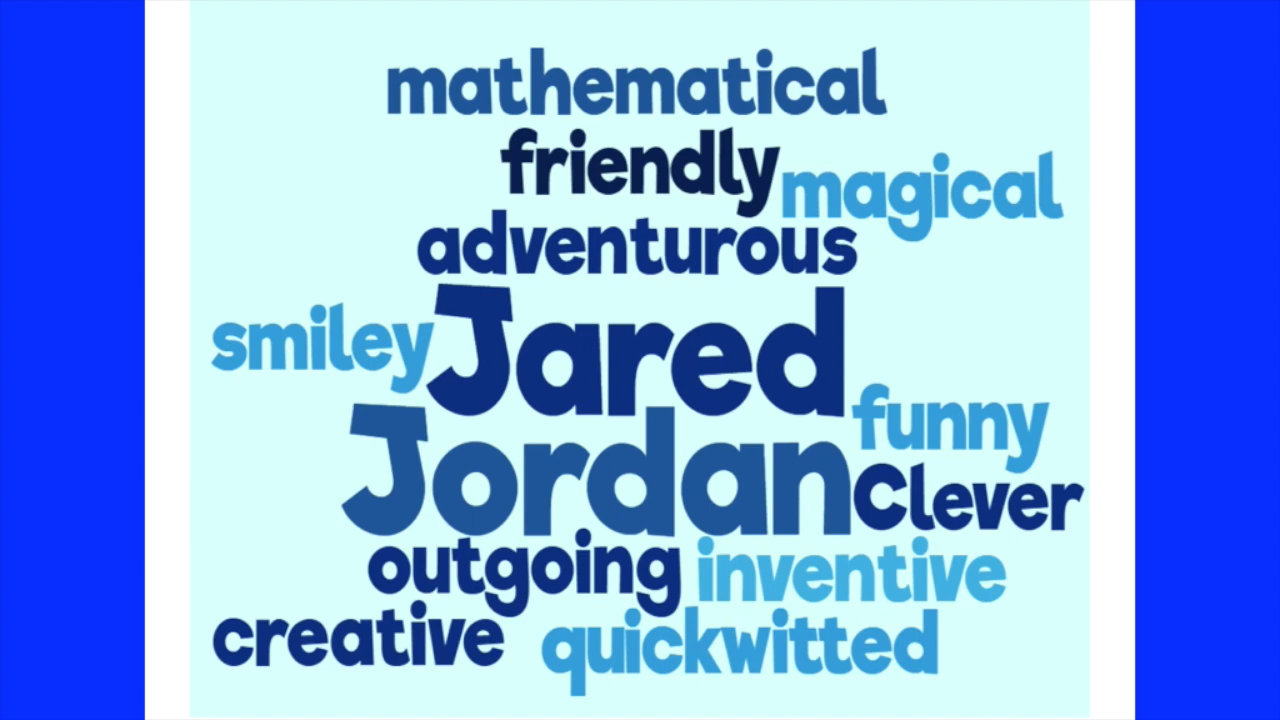 mathematical
friendly
magical
adventurous
smiley
Jared
Jordan
funny
Clever
outgoing
inventive
creative
quickwitted